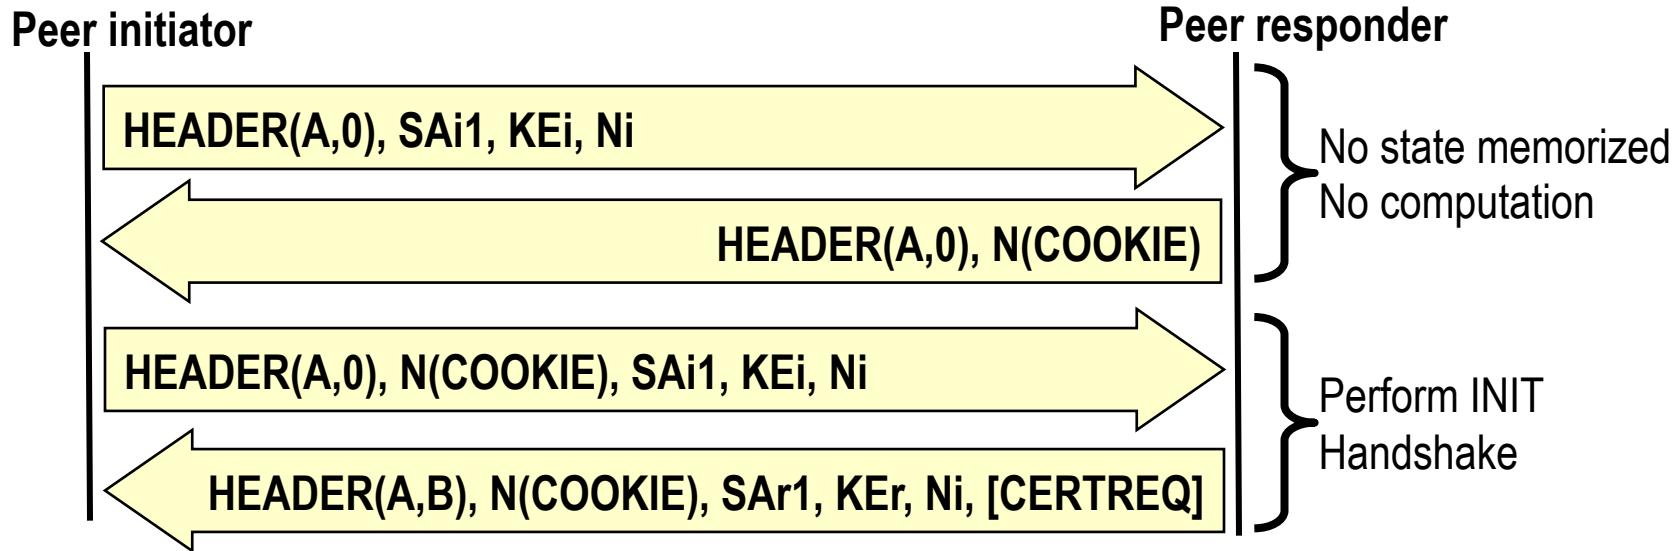 Peer initiator
Peer responder
HEADER(A,0), SAi1, KEi, Ni
No state memorized
No computation
HEADER(A,0), N(COOKIE)
HEADER(A,0), N(COOKIE), SAi1, KEi, Ni
Perform INIT
Handshake
HEADER(A,B), N(COOKIE), SAr1, KEr, Ni, [CERTREQ]